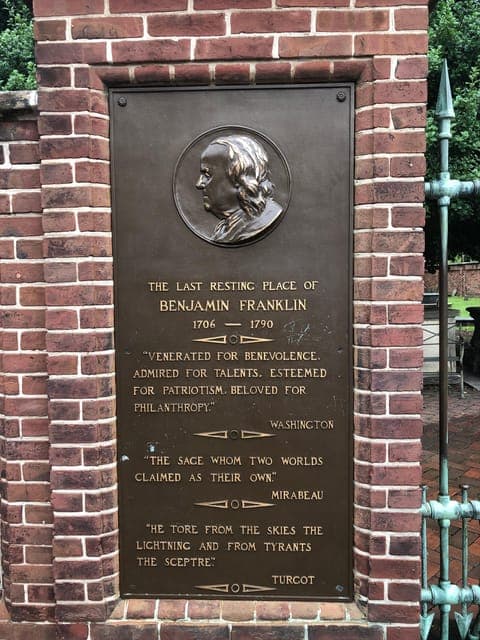 THE LAST RESTING PLACE OF
BENJAMIN FRANKLIN
1706 — 1790
"VENERATED FOR BENEVOLENCE.
ADMIRED FOR TALENTS. ESTEEMED
FOR PATRIOTISM. BELOVED FOR
PHILANTHROPY."
WASHINGTON
"THE SAGE WHOM TWO WORLDS
CLAIMED AS THEIR OWN."
MIRABEAU
"HE TORE FROM THE SKIES THE
LIGHTNING AND FROM TYRANTS
THE SCEPTRE."
TURGOT